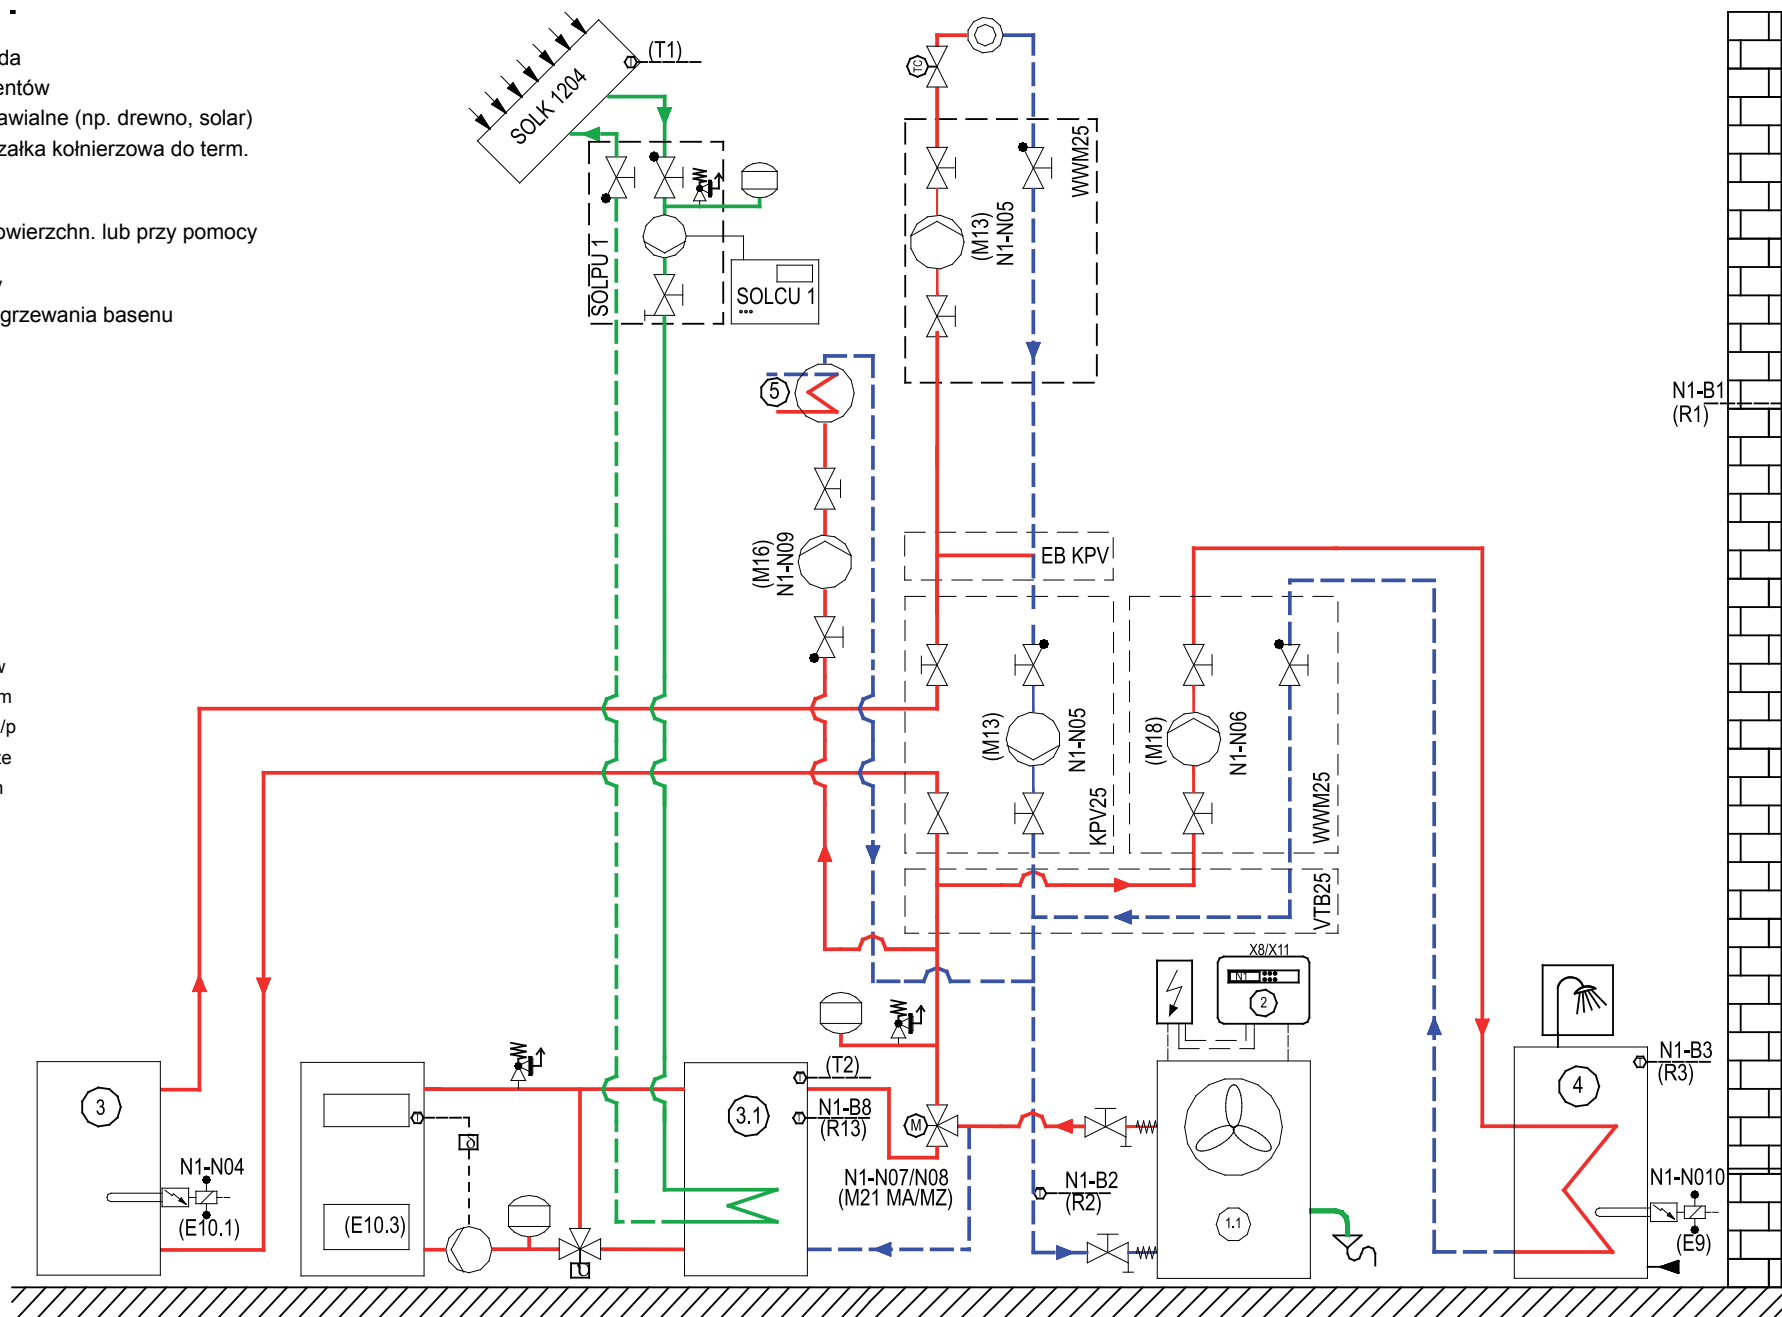 -
da
entów
awialne (np. drewno, solar)
załka kołnierzowa do term.
owierzchn. lub przy pomocy
grzewania basenu
w
m
/p
ze
(T1)
SOLK 1204
SOLPU 1
SOLCU 1
TC
WWM25
(M13)
N1-N05
5
(M16)
N1-N09
EB KPV
N1-B1
(R1)
(M13)
N1-N05
KPV25
(M18)
N1-N06
WWM25
VTB25
X8/X11
N1
2
3
N1-N04
(E10.1)
(E10.3)
3.1
(T2)
N1-B8
(R13)
M
N1-N07/N08
(M21 MA/MZ)
N1-B2
(R2)
1.1
4
N1-B3
(R3)
N1-N010
(E9)